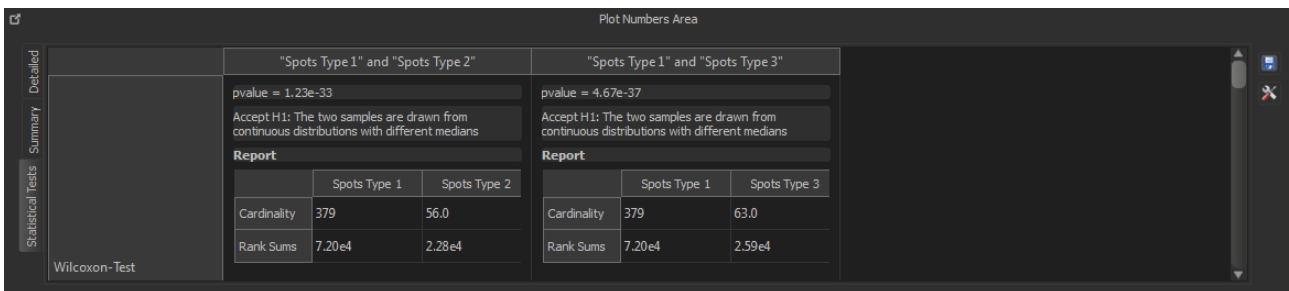 Plot Numbers Area
Detailed
Summary
Statistical Tests
"Spots Type 1" and "Spots Type 2"
"Spots Type 1" and "Spots Type 3"
Wilcoxon-Test
pvalue = 1.23e-33
Accept H1: The two samples are drawn from
continuous distributions with different medians
Report
Spots Type 1 Spots Type 2
Cardinality 379 56.0
Rank Sums 7.20e4 2.28e4
pvalue = 4.67e-37
Accept H1: The two samples are drawn from
continuous distributions with different medians
Report
Spots Type 1 Spots Type 3
Cardinality 379 63.0
Rank Sums 7.20e4 2.59e4